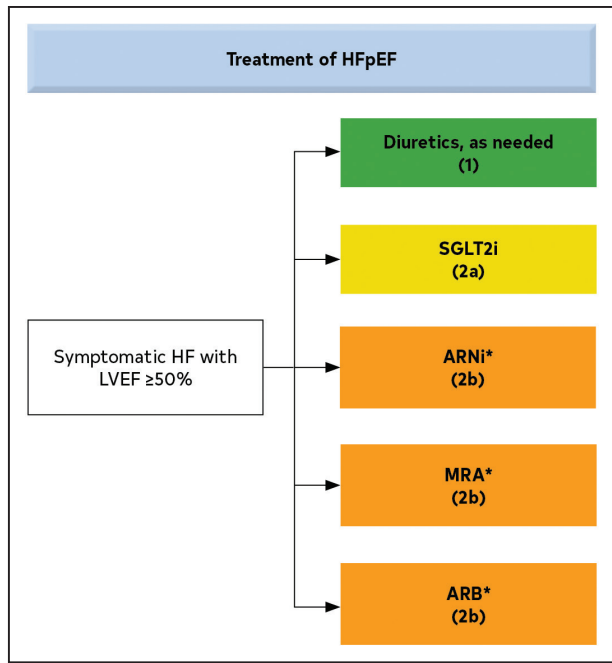 Treatment of HFpEF
Diuretics, as needed
(1)
SGLT2i
(2a)
Symptomatic HF with
LVEF ≥50%
ARNi*
(2b)
MRA*
(2b)
ARB*
(2b)